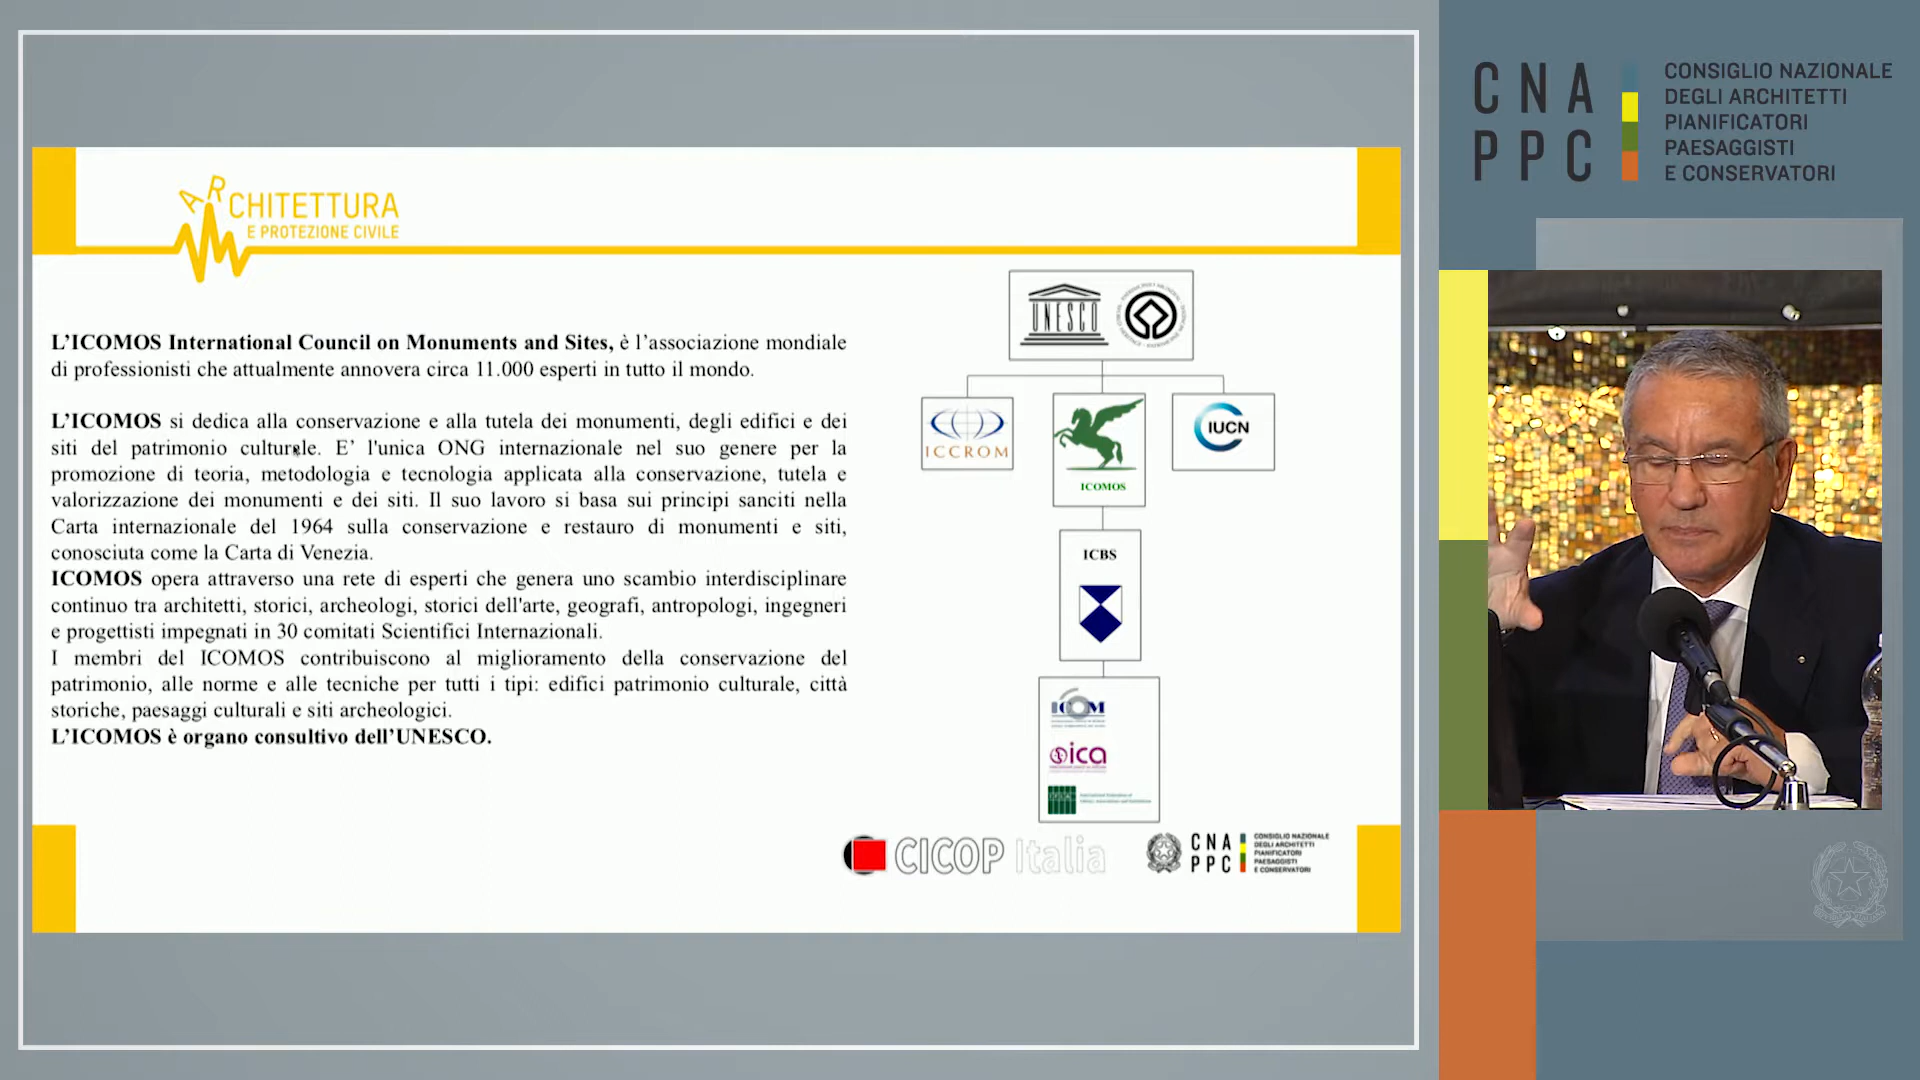 ARCHITETTURA
E PROTEZIONE CIVILE
L'ICOMOS International Council on Monuments and Sites, è l'associazione mondiale
di professionisti che attualmente annovera circa 11.000 esperti in tutto il mondo.
L'ICOMOS si dedica alla conservazione e alla tutela dei monumenti, degli edifici e dei
siti del patrimonio culturale. E' l'unica ONG internazionale nel suo genere per la
promozione di teoria, metodologia e tecnologia applicata alla conservazione, tutela e
valorizzazione dei monumenti e dei siti. Il suo lavoro si basa sui principi sanciti nella
Carta internazionale del 1964 sulla conservazione e restauro di monumenti e siti,
conosciuta come la Carta di Venezia.
ICOMOS opera attraverso una rete di esperti che genera uno scambio interdisciplinare
continuo tra architetti, storici, archeologi, storici dell'arte, geografi, antropologi, ingegneri
e progettisti impegnati in 30 comitati Scientifici Internazionali.
I membri del ICOMOS contribuiscono al miglioramento della conservazione del
patrimonio, alle norme e alle tecniche per tutti i tipi: edifici patrimonio culturale, città
storiche, paesaggi culturali e siti archeologici.
L'ICOMOS è organo consultivo dell'UNESCO.
UNESCO
ICCROM
ICOMOS
IUCN
ICBS
ICOM
ica
CICOP Italia
CNA
PPC
CONSIGLIO NAZIONALE
DEGLI ARCHITETTI
PIANIFICATORI
PAESAGGISTI
E CONSERVATORI
CNA
PPC
CONSIGLIO NAZIONALE
DEGLI ARCHITETTI
PIANIFICATORI
PAESAGGISTI
E CONSERVATORI